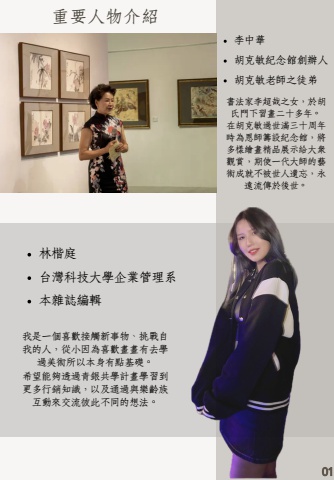 重要人物介紹
• 李中華
• 胡克敏紀念館創辦人
• 胡克敏老師之徒弟
書法家李超哉之女，於胡
氏門下習畫二十多年。
在胡克敏過世滿三十周年
時為恩師籌設紀念館，將
多樣繪畫精品展示給大眾
觀賞，期使一代大師的藝
術成就不被世人遺忘，永
遠流傳於後世。
• 林楷庭
• 台灣科技大學企業管理系
• 本雜誌編輯
我是一個喜歡接觸新事物、挑戰自
我的人，從小因為喜歡畫畫有去學
過美術所以本身有點基礎。
希望能夠透過青銀共學計畫學習到
更多行銷知識，以及通過與樂齡族
互動來交流彼此不同的想法。
01